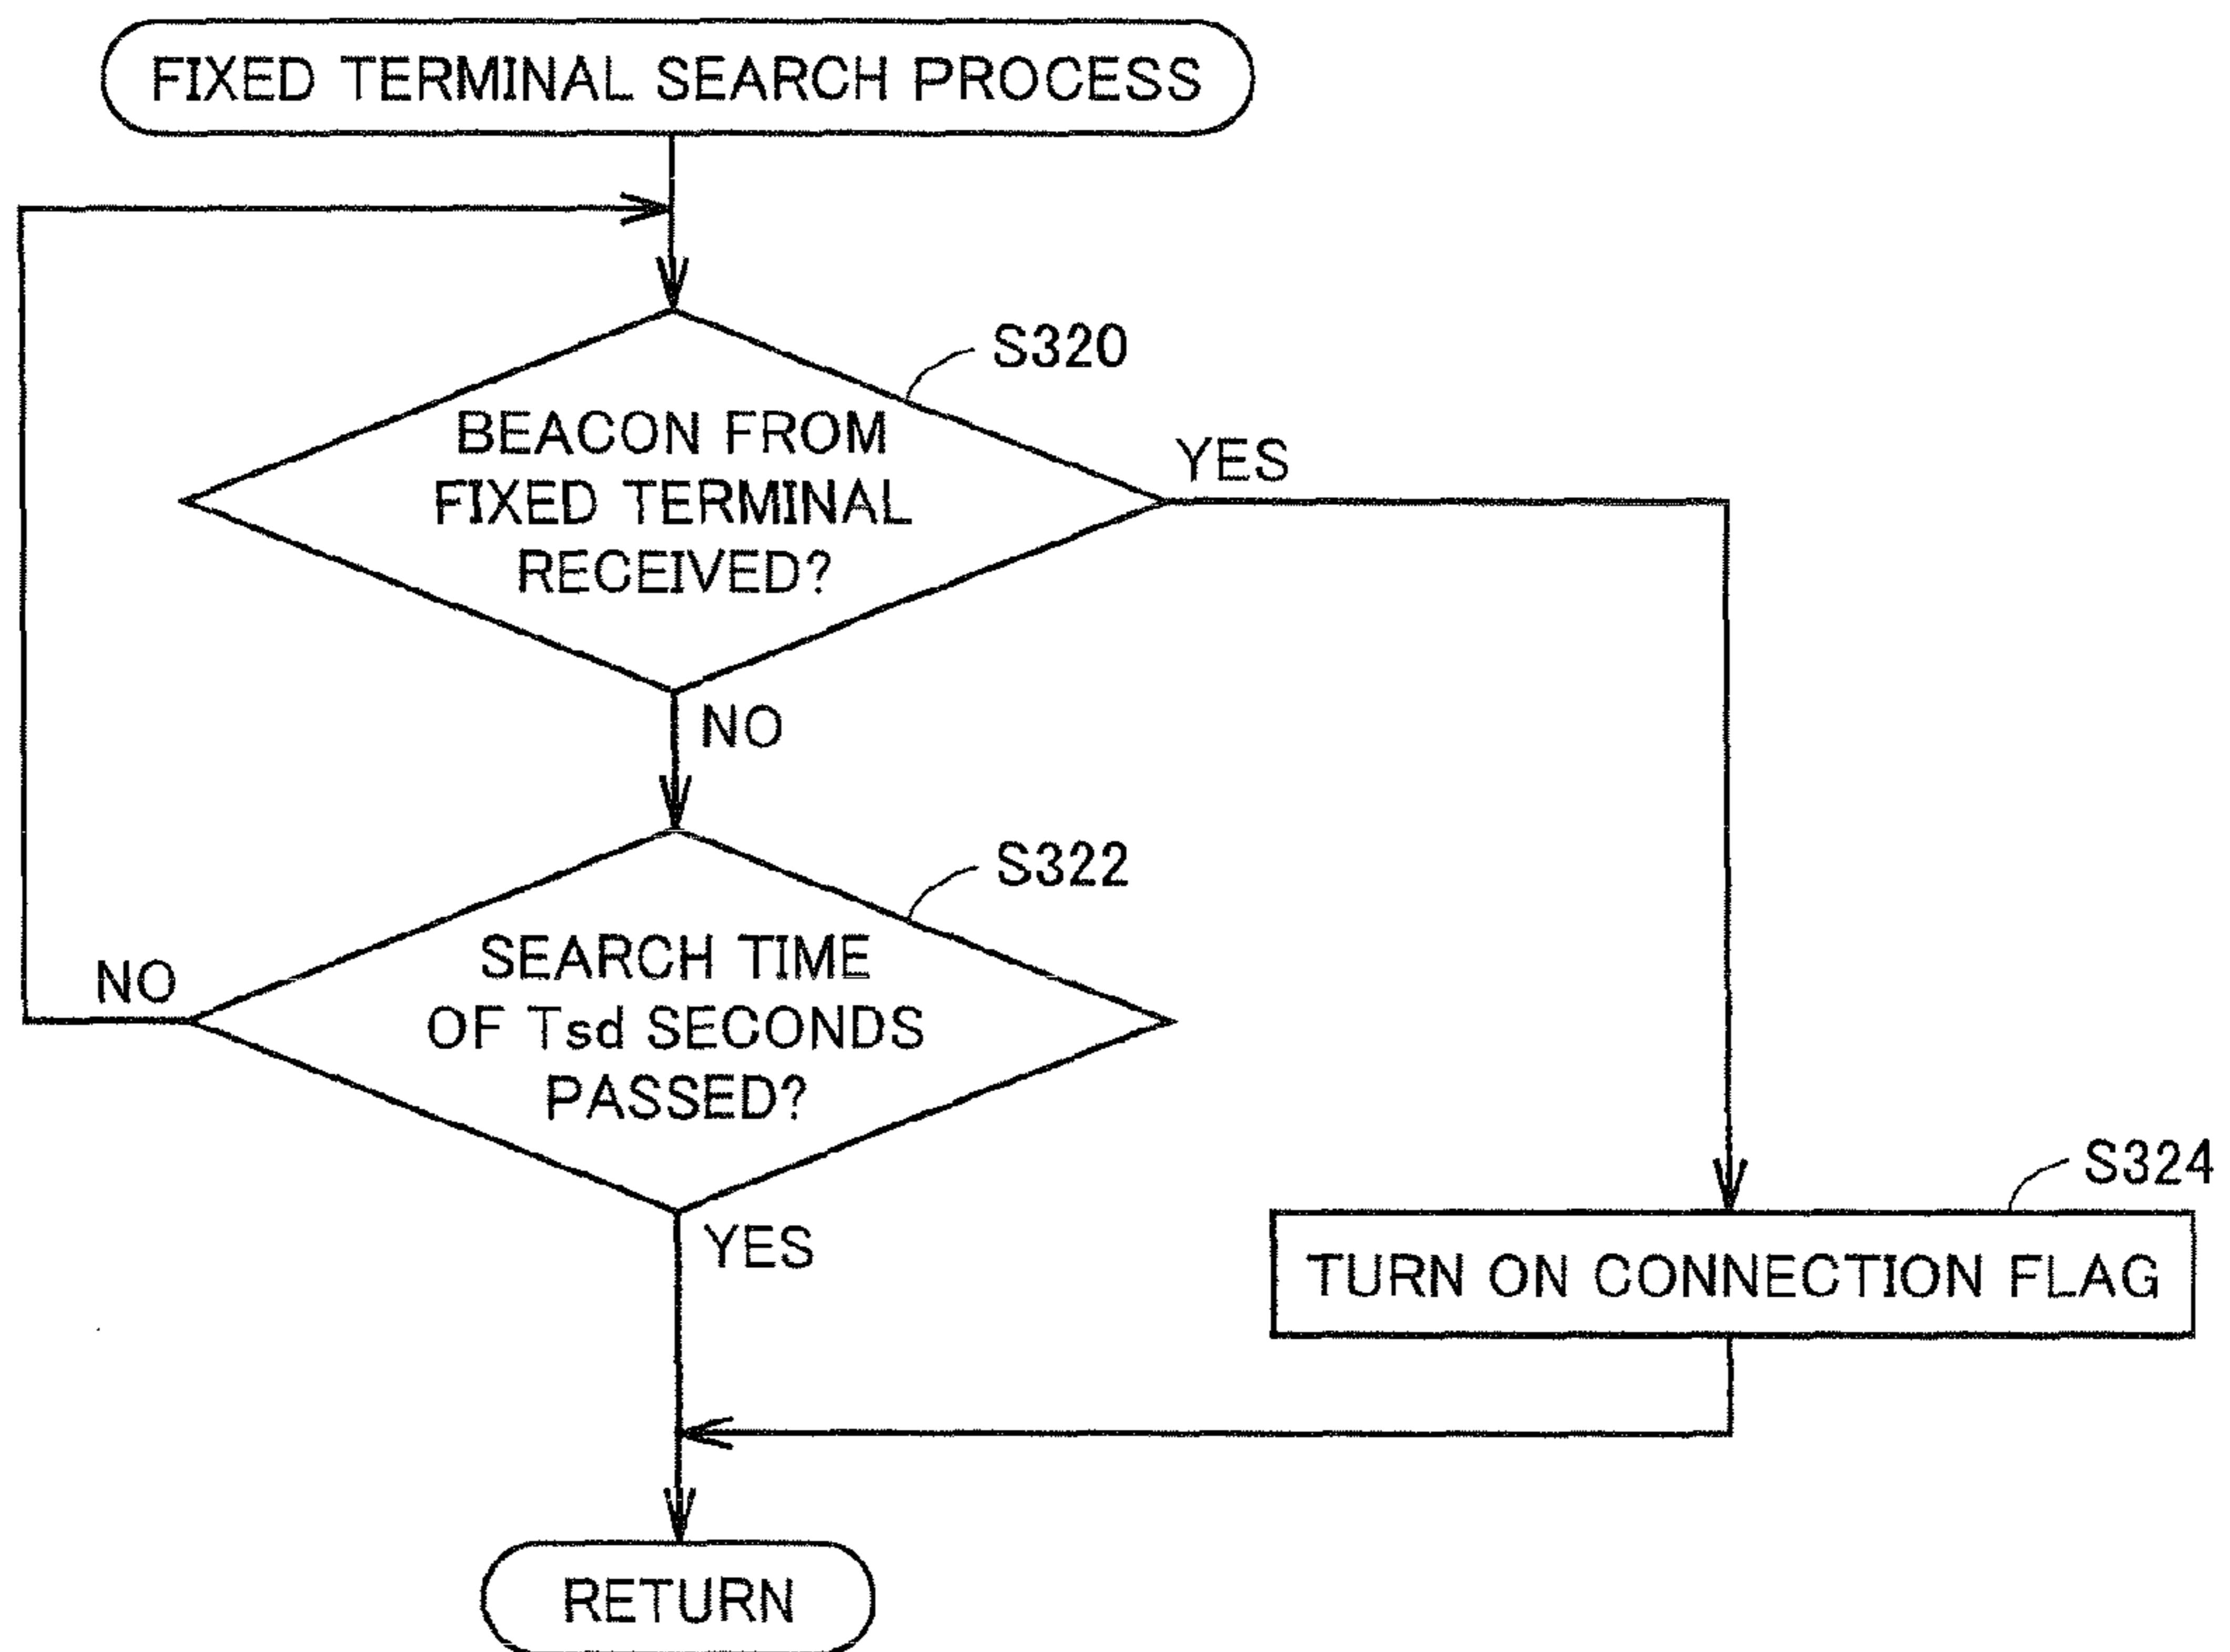 FIXED TERMINAL SEARCH PROCESS
S320
BEACON FROM
FIXED TERMINAL
RECEIVED?
YES
NO
S322
SEARCH TIME
OF Tsd SECONDS
PASSED?
NO
YES
S324
TURN ON CONNECTION FLAG
RETURN